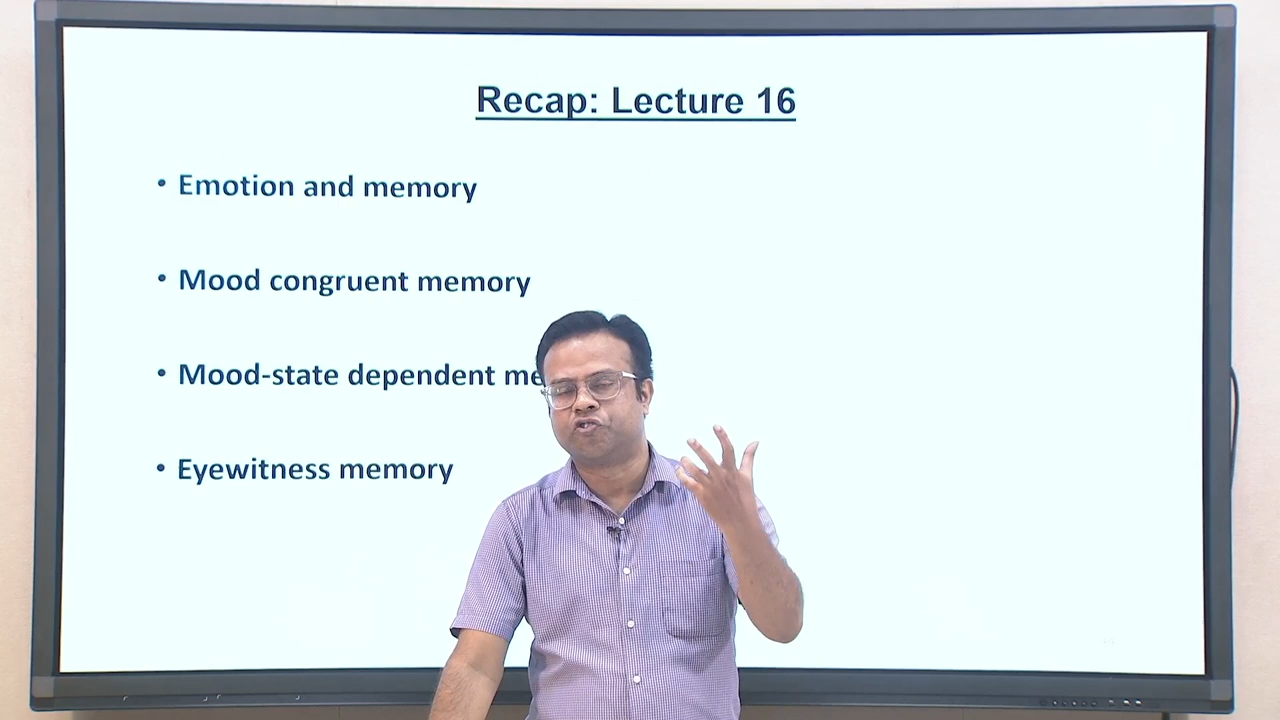 Recap: Lecture 16
• Emotion and memory
• Mood congruent memory
• Mood-state dependent
• Eyewitness memory